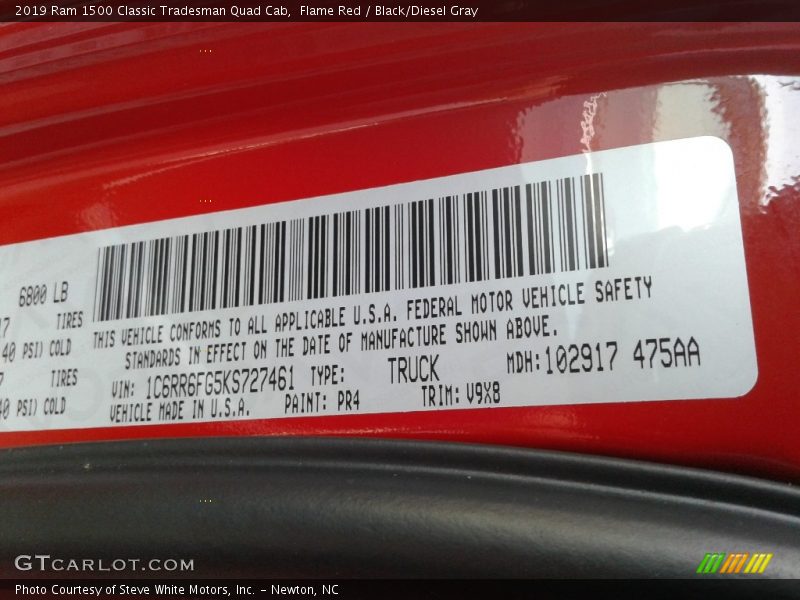 2019 Ram 1500 Classic Tradesman Quad Cab,  Flame Red / Black/Diesel Gray
6800 LB
TIRES
40 PSI) COLD
TIRES
40 PSI) COLD
THIS VEHICLE CONFORMS TO ALL APPLICABLE U.S.A. FEDERAL MOTOR VEHICLE SAFETY
STANDARDS IN EFFECT ON THE DATE OF MANUFACTURE SHOWN ABOVE.
VIN: 1C6RR6FG5KS727461 TYPE: TRUCK MDH:102917 475AA
VEHICLE MADE IN U.S.A. PAINT: PR4 TRIM: V9X8
GTCARLOT.COM
Photo Courtesy of Steve White Motors, Inc. - Newton, NC